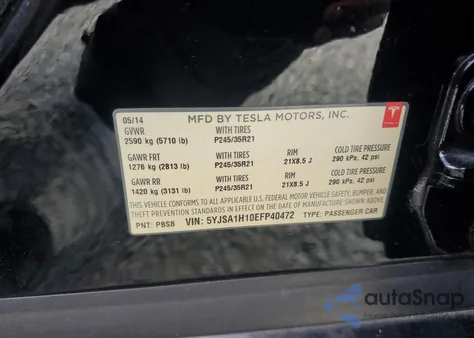 05/14 MFD BY TESLA MOTORS, INC.
GVWR WITH TIRES
2590 kg (5710 lb) P245/35R21
GAWR FRT WITH TIRES RIM COLD TIRE PRESSURE
1276 kg (2813 lb) P245/35R21 21X8.5 J 290 kPa, 42 psi
GAWR RR WITH TIRES RIM COLD TIRE PRESSURE
1420 kg (3131 lb) P245/35R21 21X8.5 J 290 kPa, 42 psi
THIS VEHICLE CONFORMS TO ALL APPLICABLE U.S. FEDERAL MOTOR VEHICLE SAFETY, BUMPER, AND
THEFT PREVENTION STANDARDS IN EFFECT ON THE DATE OF MANUFACTURE SHOWN ABOVE.
PNT: PBSB VIN: 5YJSA1H10EFP40472 TYPE: PASSENGER CAR
TESLA
autoSnap